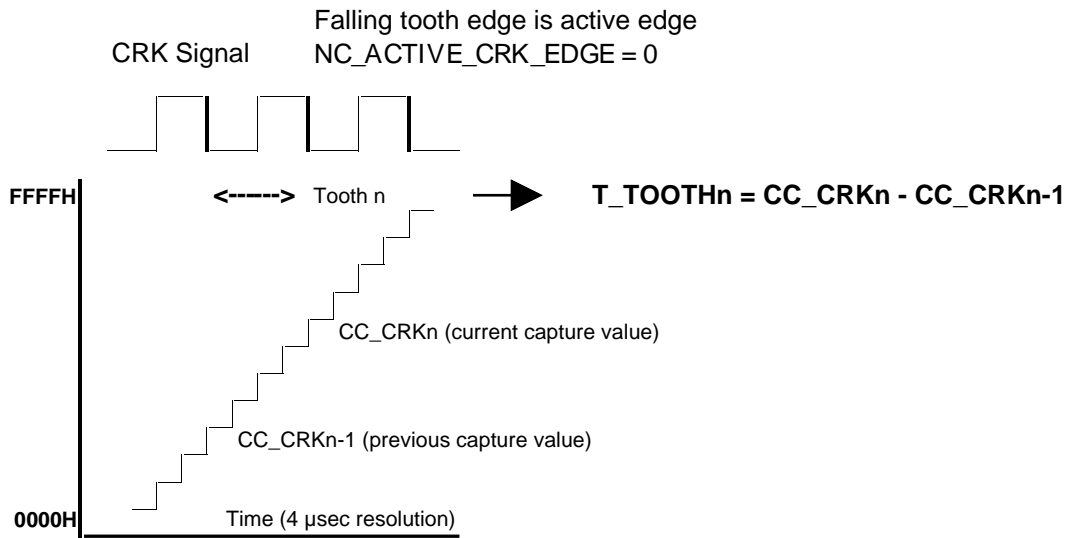 Falling tooth edge is active edge
CRK Signal
NC_ACTIVE_CRK_EDGE = 0
FFFFH
<------>
Tooth n
T_TOOTHn = CC_CRKn - CC_CRKn-1
CC_CRKn (current capture value)
CC_CRKn-1 (previous capture value)
0000H
Time (4 µsec resolution)